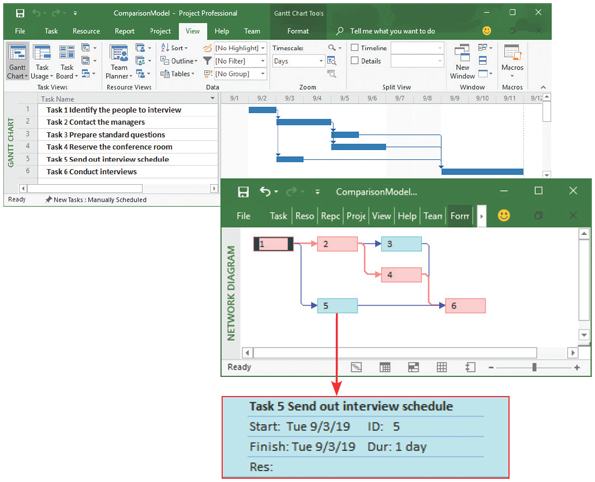 ComparisonModel - Project Professional
Gantt Chart Tools
File Task Resource Report Project View Help Team Format Tell me what you want to do
Gantt Chart Task Usage Task Board
Task Views
Team Planner
Resource Views
Sort [No Highlight]
Outline [No Filter]
Tables [No Group]
Data
Timescale:
Days
Zoom
Timeline
Details
Split View
New Window
Window
Macros
Macros
Task Name 9/1 9/2 9/3 9/4 9/5 9/6 9/7 9/8 9/9 9/10 9/11 9/12
GANTT CHART
1 Task 1 Identify the people to interview
2 Task 2 Contact the managers
3 Task 3 Prepare standard questions
4 Task 4 Reserve the conference room
5 Task 5 Send out interview schedule
6 Task 6 Conduct interviews
Ready New Tasks : Manually Scheduled
ComparisonModel...
File Task Reso Repo Proje View Help Team Form
NETWORK DIAGRAM
1 2 3
4
5 6
Ready
Task 5 Send out interview schedule
Start: Tue 9/3/19 ID: 5
Finish: Tue 9/3/19 Dur: 1 day
Res: